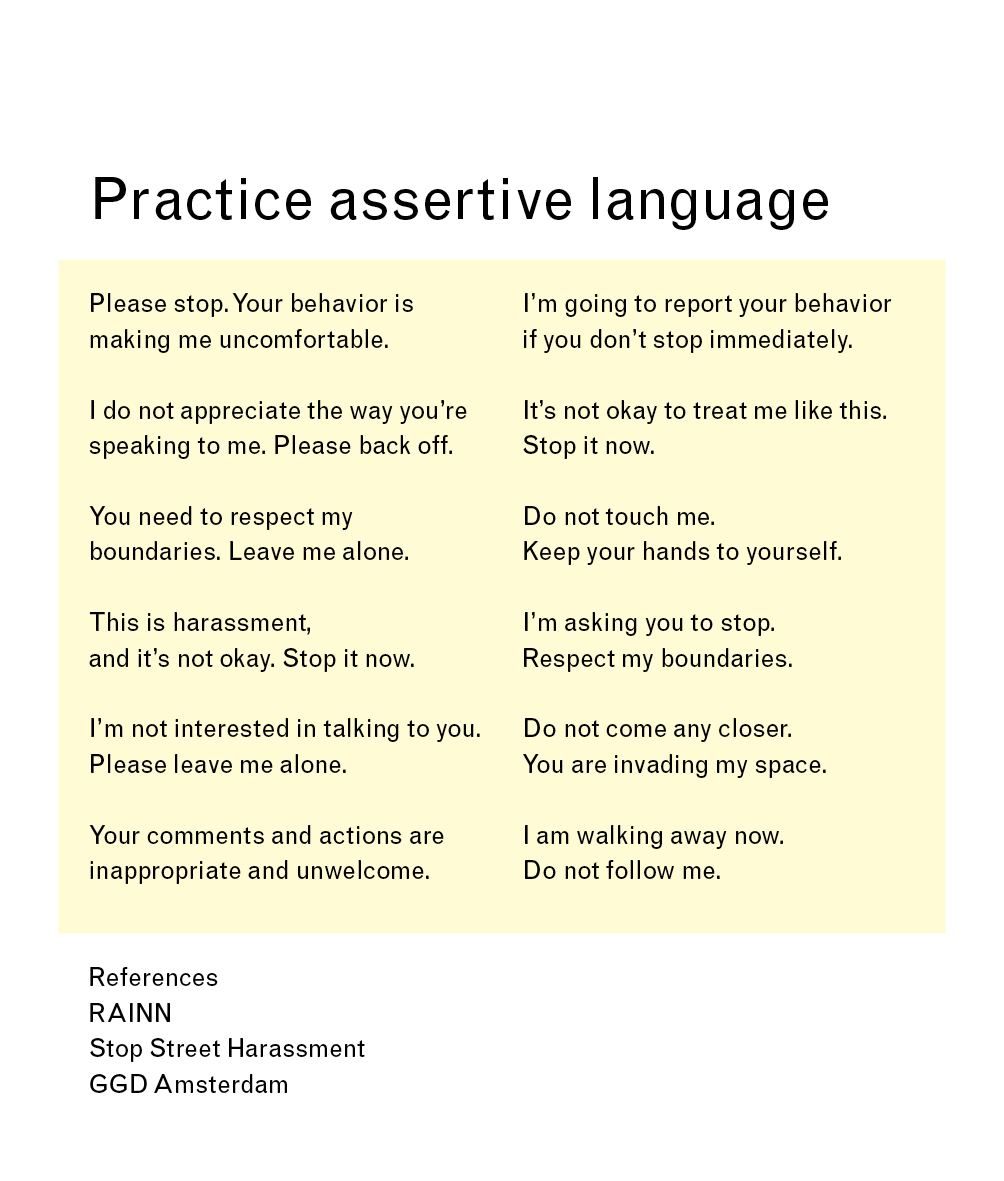 Practice assertive language
Please stop. Your behavior is
making me uncomfortable.
I do not appreciate the way you’re
speaking to me. Please back off.
You need to respect my
boundaries. Leave me alone.
This is harassment,
and it’s not okay. Stop it now.
I’m not interested in talking to you.
Please leave me alone.
Your comments and actions are
inappropriate and unwelcome.
I’m going to report your behavior
if you don’t stop immediately.
It’s not okay to treat me like this.
Stop it now.
Do not touch me.
Keep your hands to yourself.
I’m asking you to stop.
Respect my boundaries.
Do not come any closer.
You are invading my space.
I am walking away now.
Do not follow me.
References
RAINN
Stop Street Harassment
GGD Amsterdam